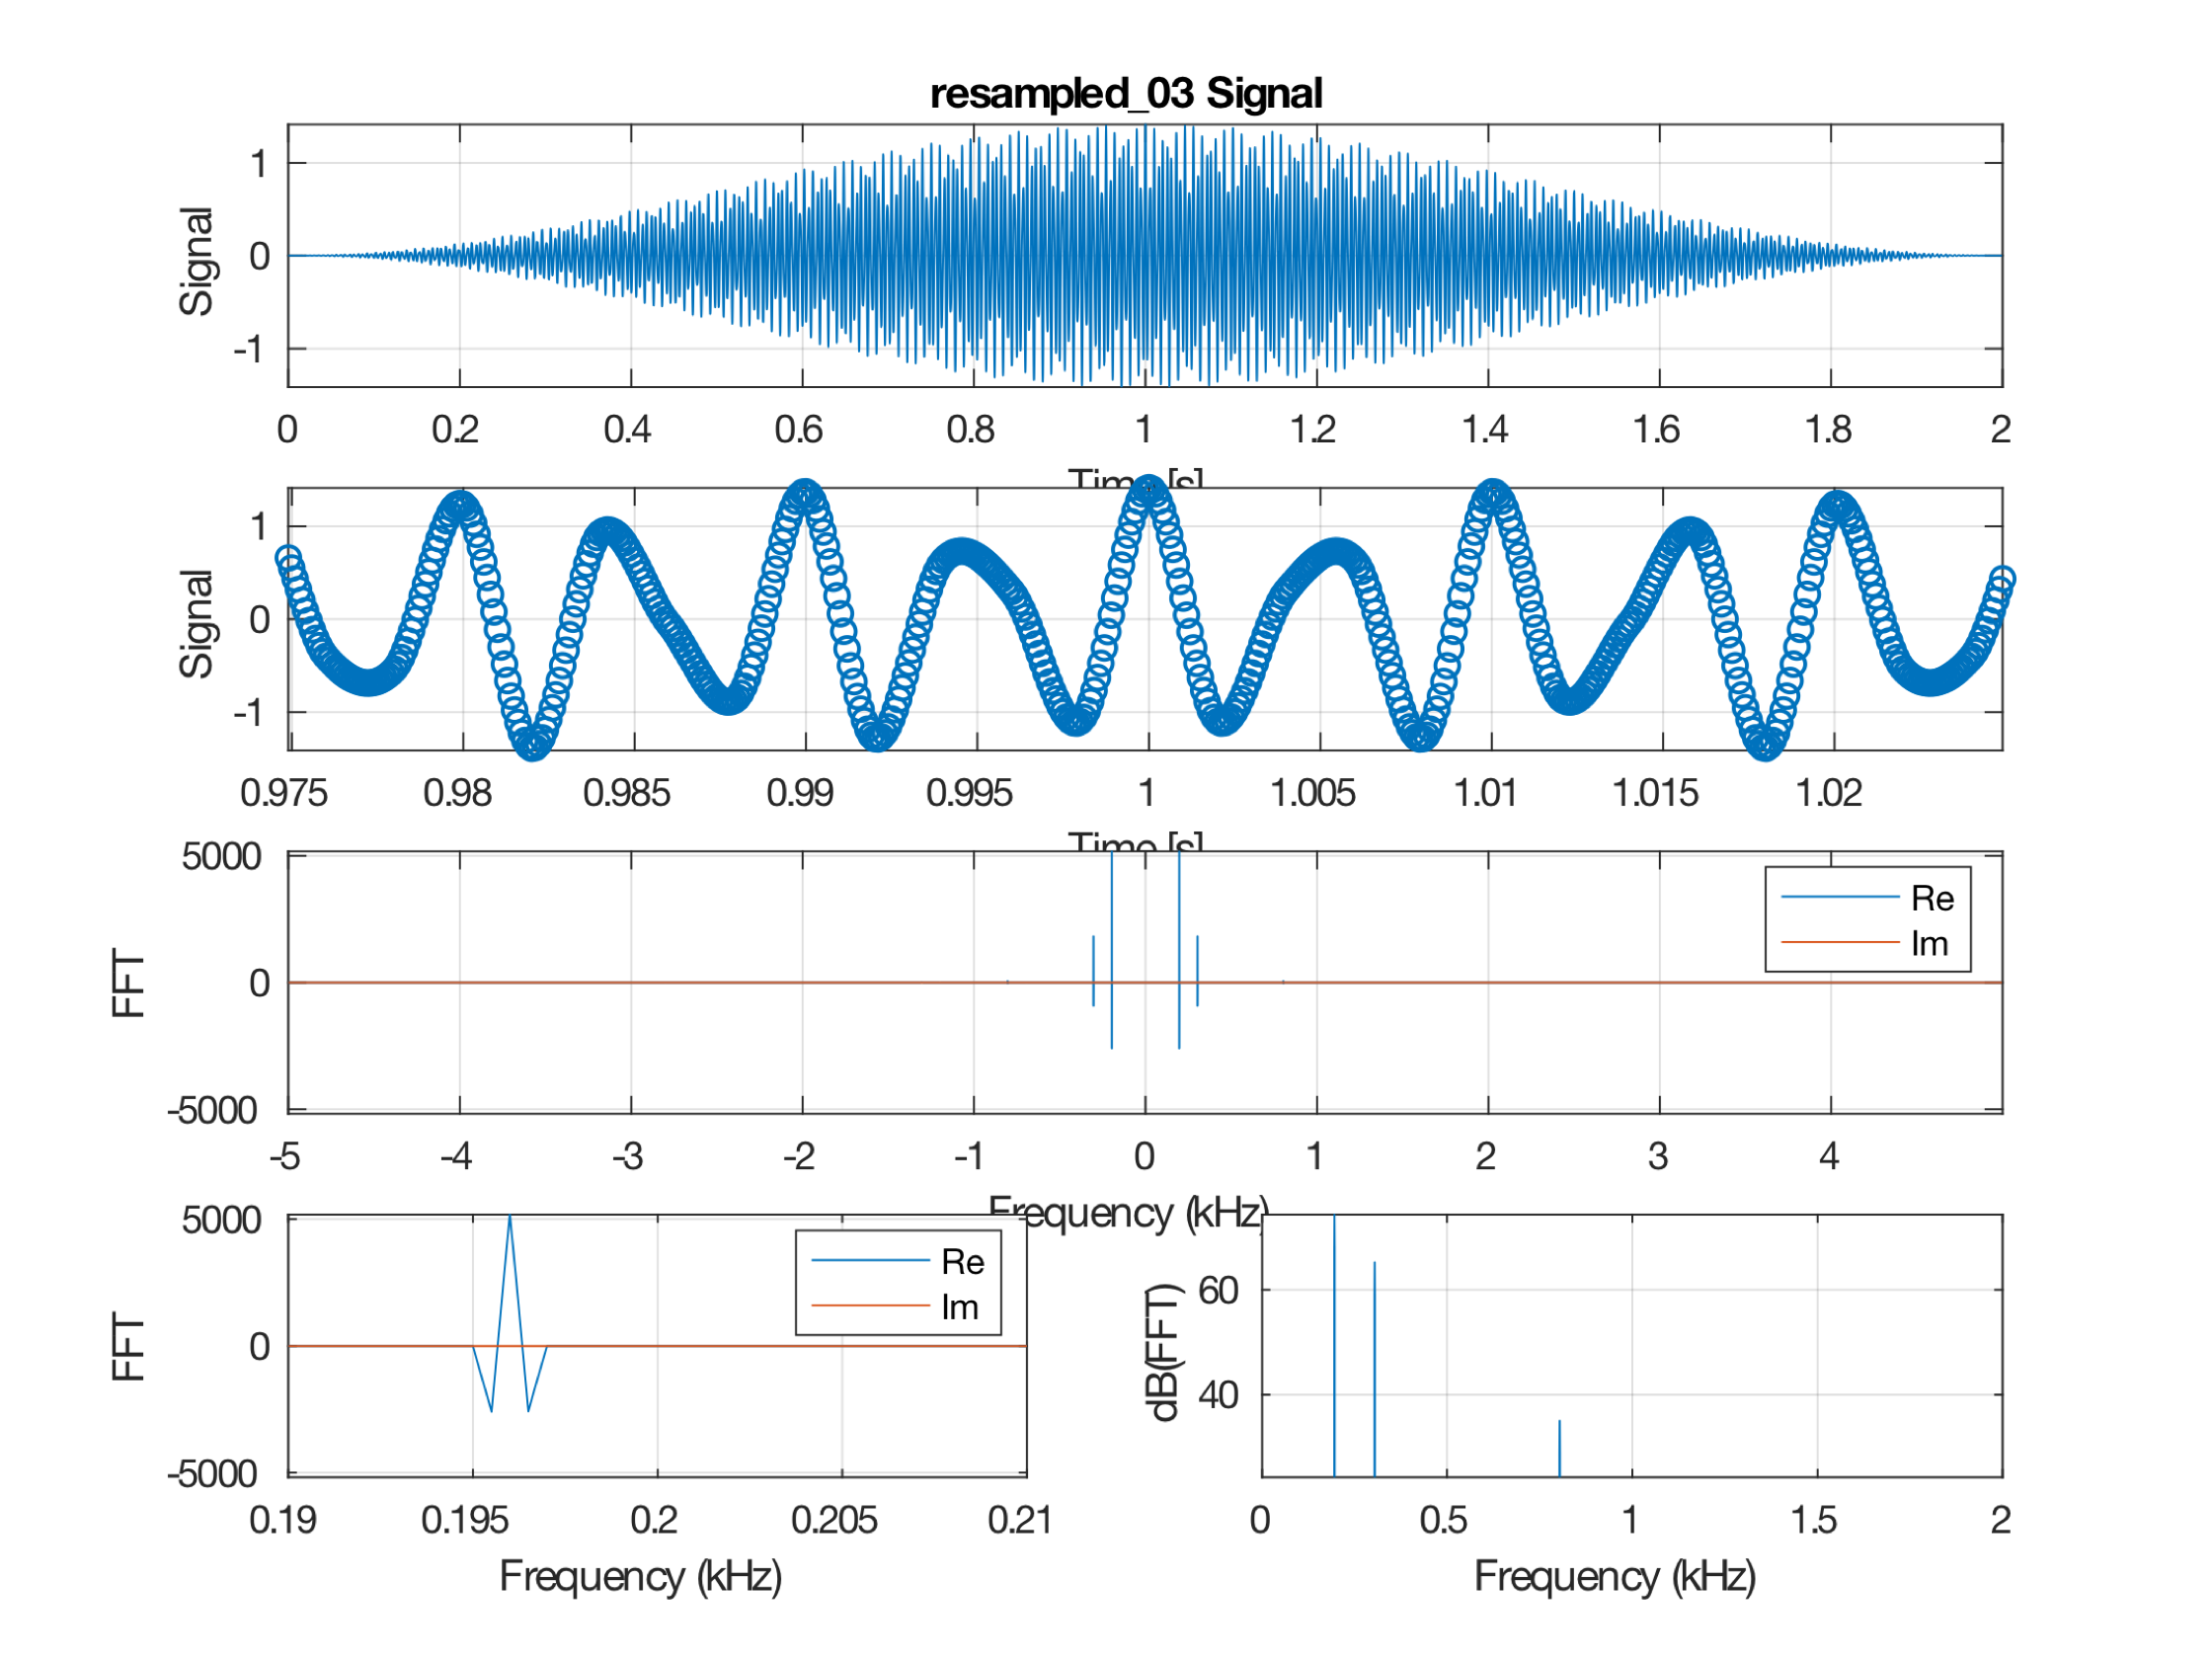 resampled_03 Signal
Signal
1
0
-1
0 0.2 0.4 0.6 0.8 1 1.2 1.4 1.6 1.8 2
Time [s]
Signal
1
0
-1
0.975 0.98 0.985 0.99 0.995 1 1.005 1.01 1.015 1.02
Time [s]
FFT
5000
0
-5000
Re
Im
-5 -4 -3 -2 -1 0 1 2 3 4
Frequency (kHz)
FFT
5000
0
-5000
Re
Im
0.19 0.195 0.2 0.205 0.21
Frequency (kHz)
dB(FFT)
60
40
0 0.5 1 1.5 2
Frequency (kHz)